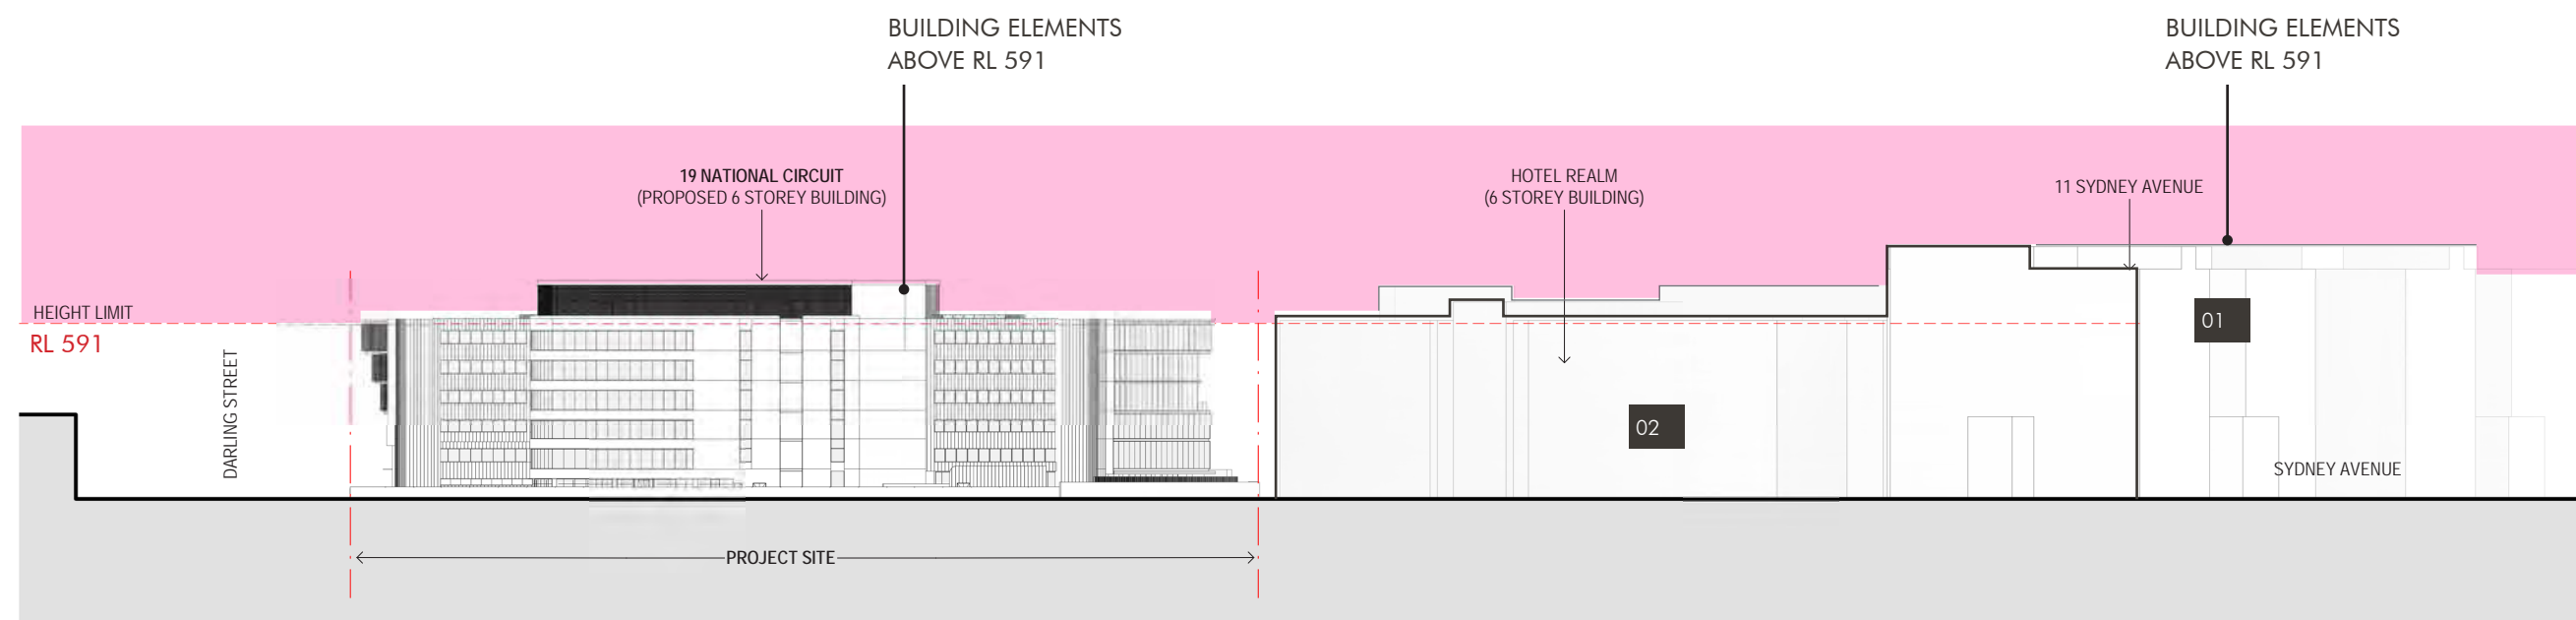 BUILDING ELEMENTS
ABOVE RL 591
BUILDING ELEMENTS
ABOVE RL 591
19 NATIONAL CIRCUIT
(PROPOSED 6 STOREY BUILDING)
HOTEL REALM
(6 STOREY BUILDING)
11 SYDNEY AVENUE
HEIGHT LIMIT
RL 591
DARLING STREET
01
02
SYDNEY AVENUE
PROJECT SITE